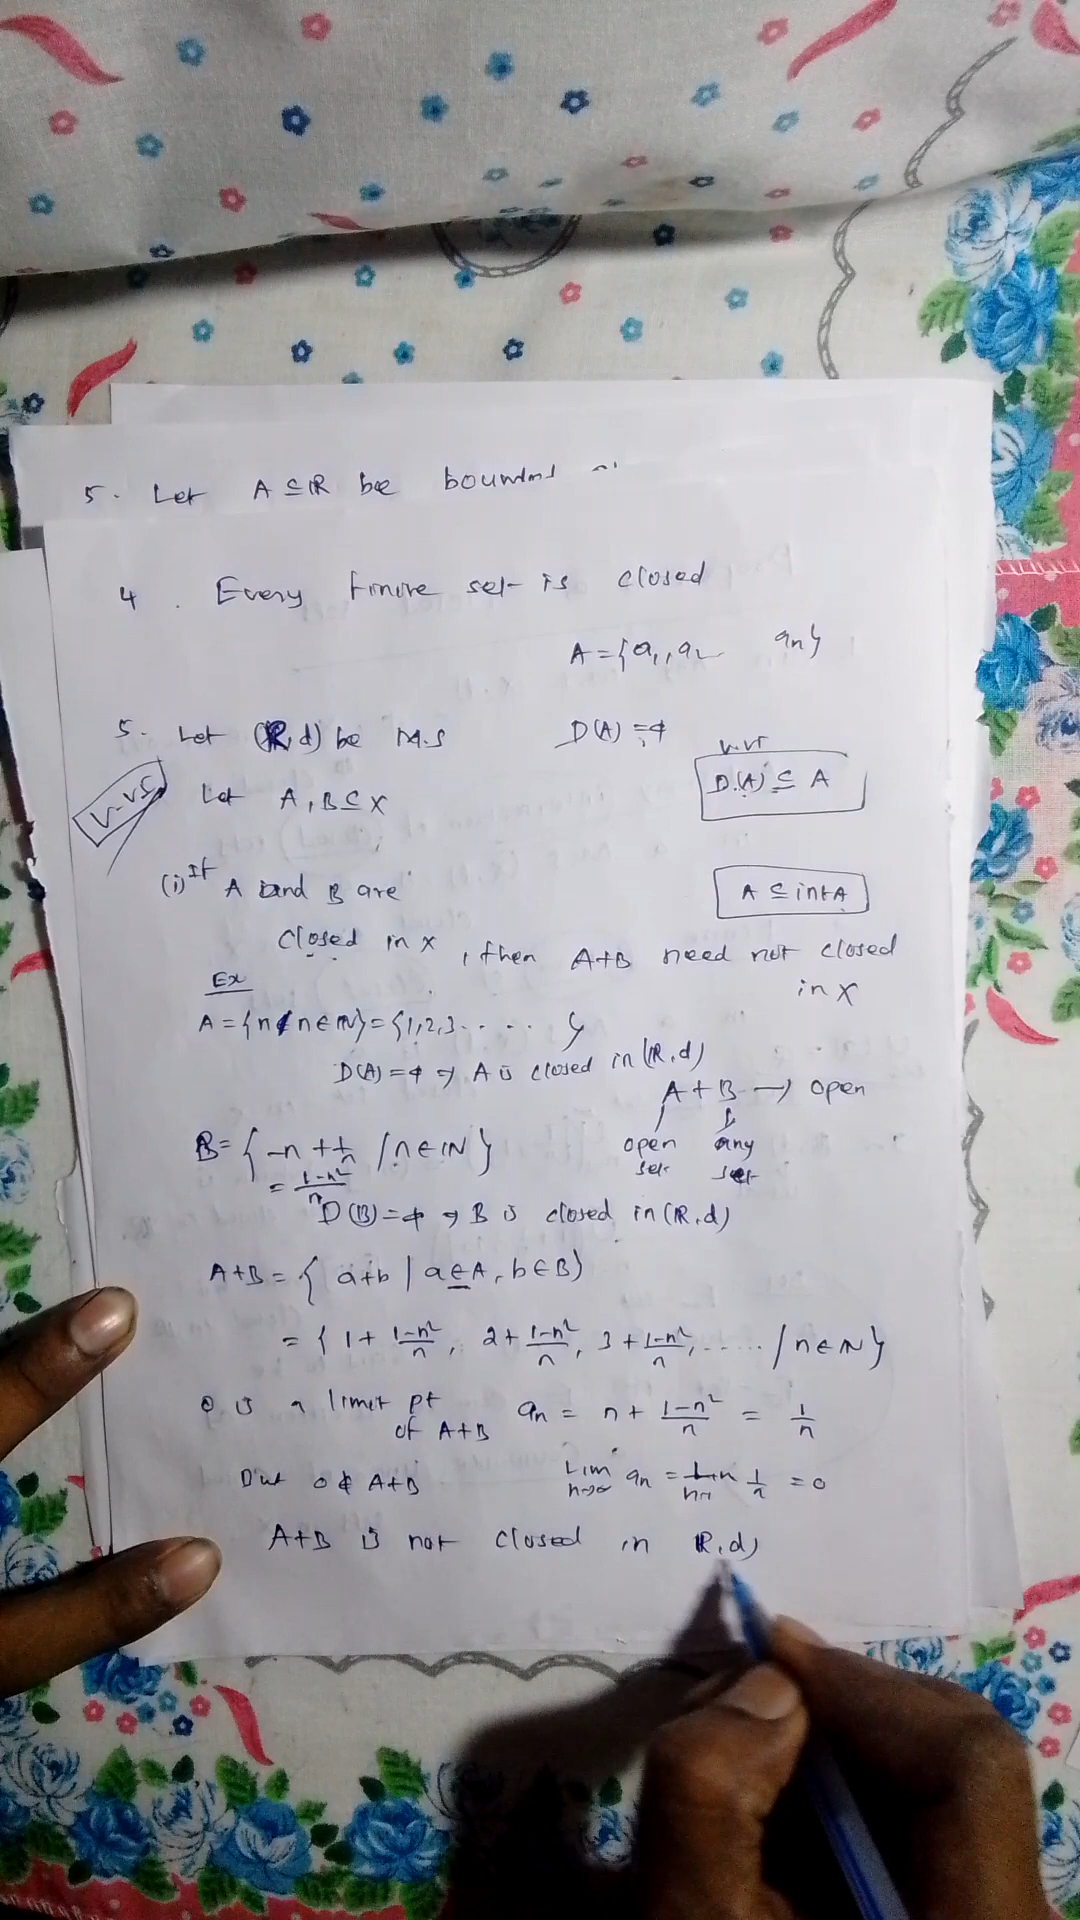 5. Let A ⊆ ℝ be
4. Every finite set is closed
A = {a₁, a₂ aₙ}
5. Let (ℝ, d) be M.S
D(A) = ϕ
Let A, B ⊆ X
D(A) ⊆ A
(i) If A and B are
A ⊆ int A
closed in X, then A+B need not closed
in X
Ex
A = {n / n ∈ ℕ} = {1, 2, 3 ..... }
D(A) = ϕ ⇒ A is closed in (ℝ, d)
A + B → open
B = { -n + 1/n / n ∈ ℕ }
open any
set set
= (1-n²)/n
D(B) = ϕ ⇒ B is closed in (ℝ, d)
A+B = { a+b | a ∈ A, b ∈ B }
= { 1 + (1-n²)/n, 2 + (1-n²)/n, 3 + (1-n²)/n, ..... / n ∈ ℕ }
0 is a limit pt
of A+B
aₙ = n + (1-n²)/n = 1/n
But 0 ∉ A+B
Lim n→∞ aₙ = 1/n = 0
A+B is not closed in ℝ, d)